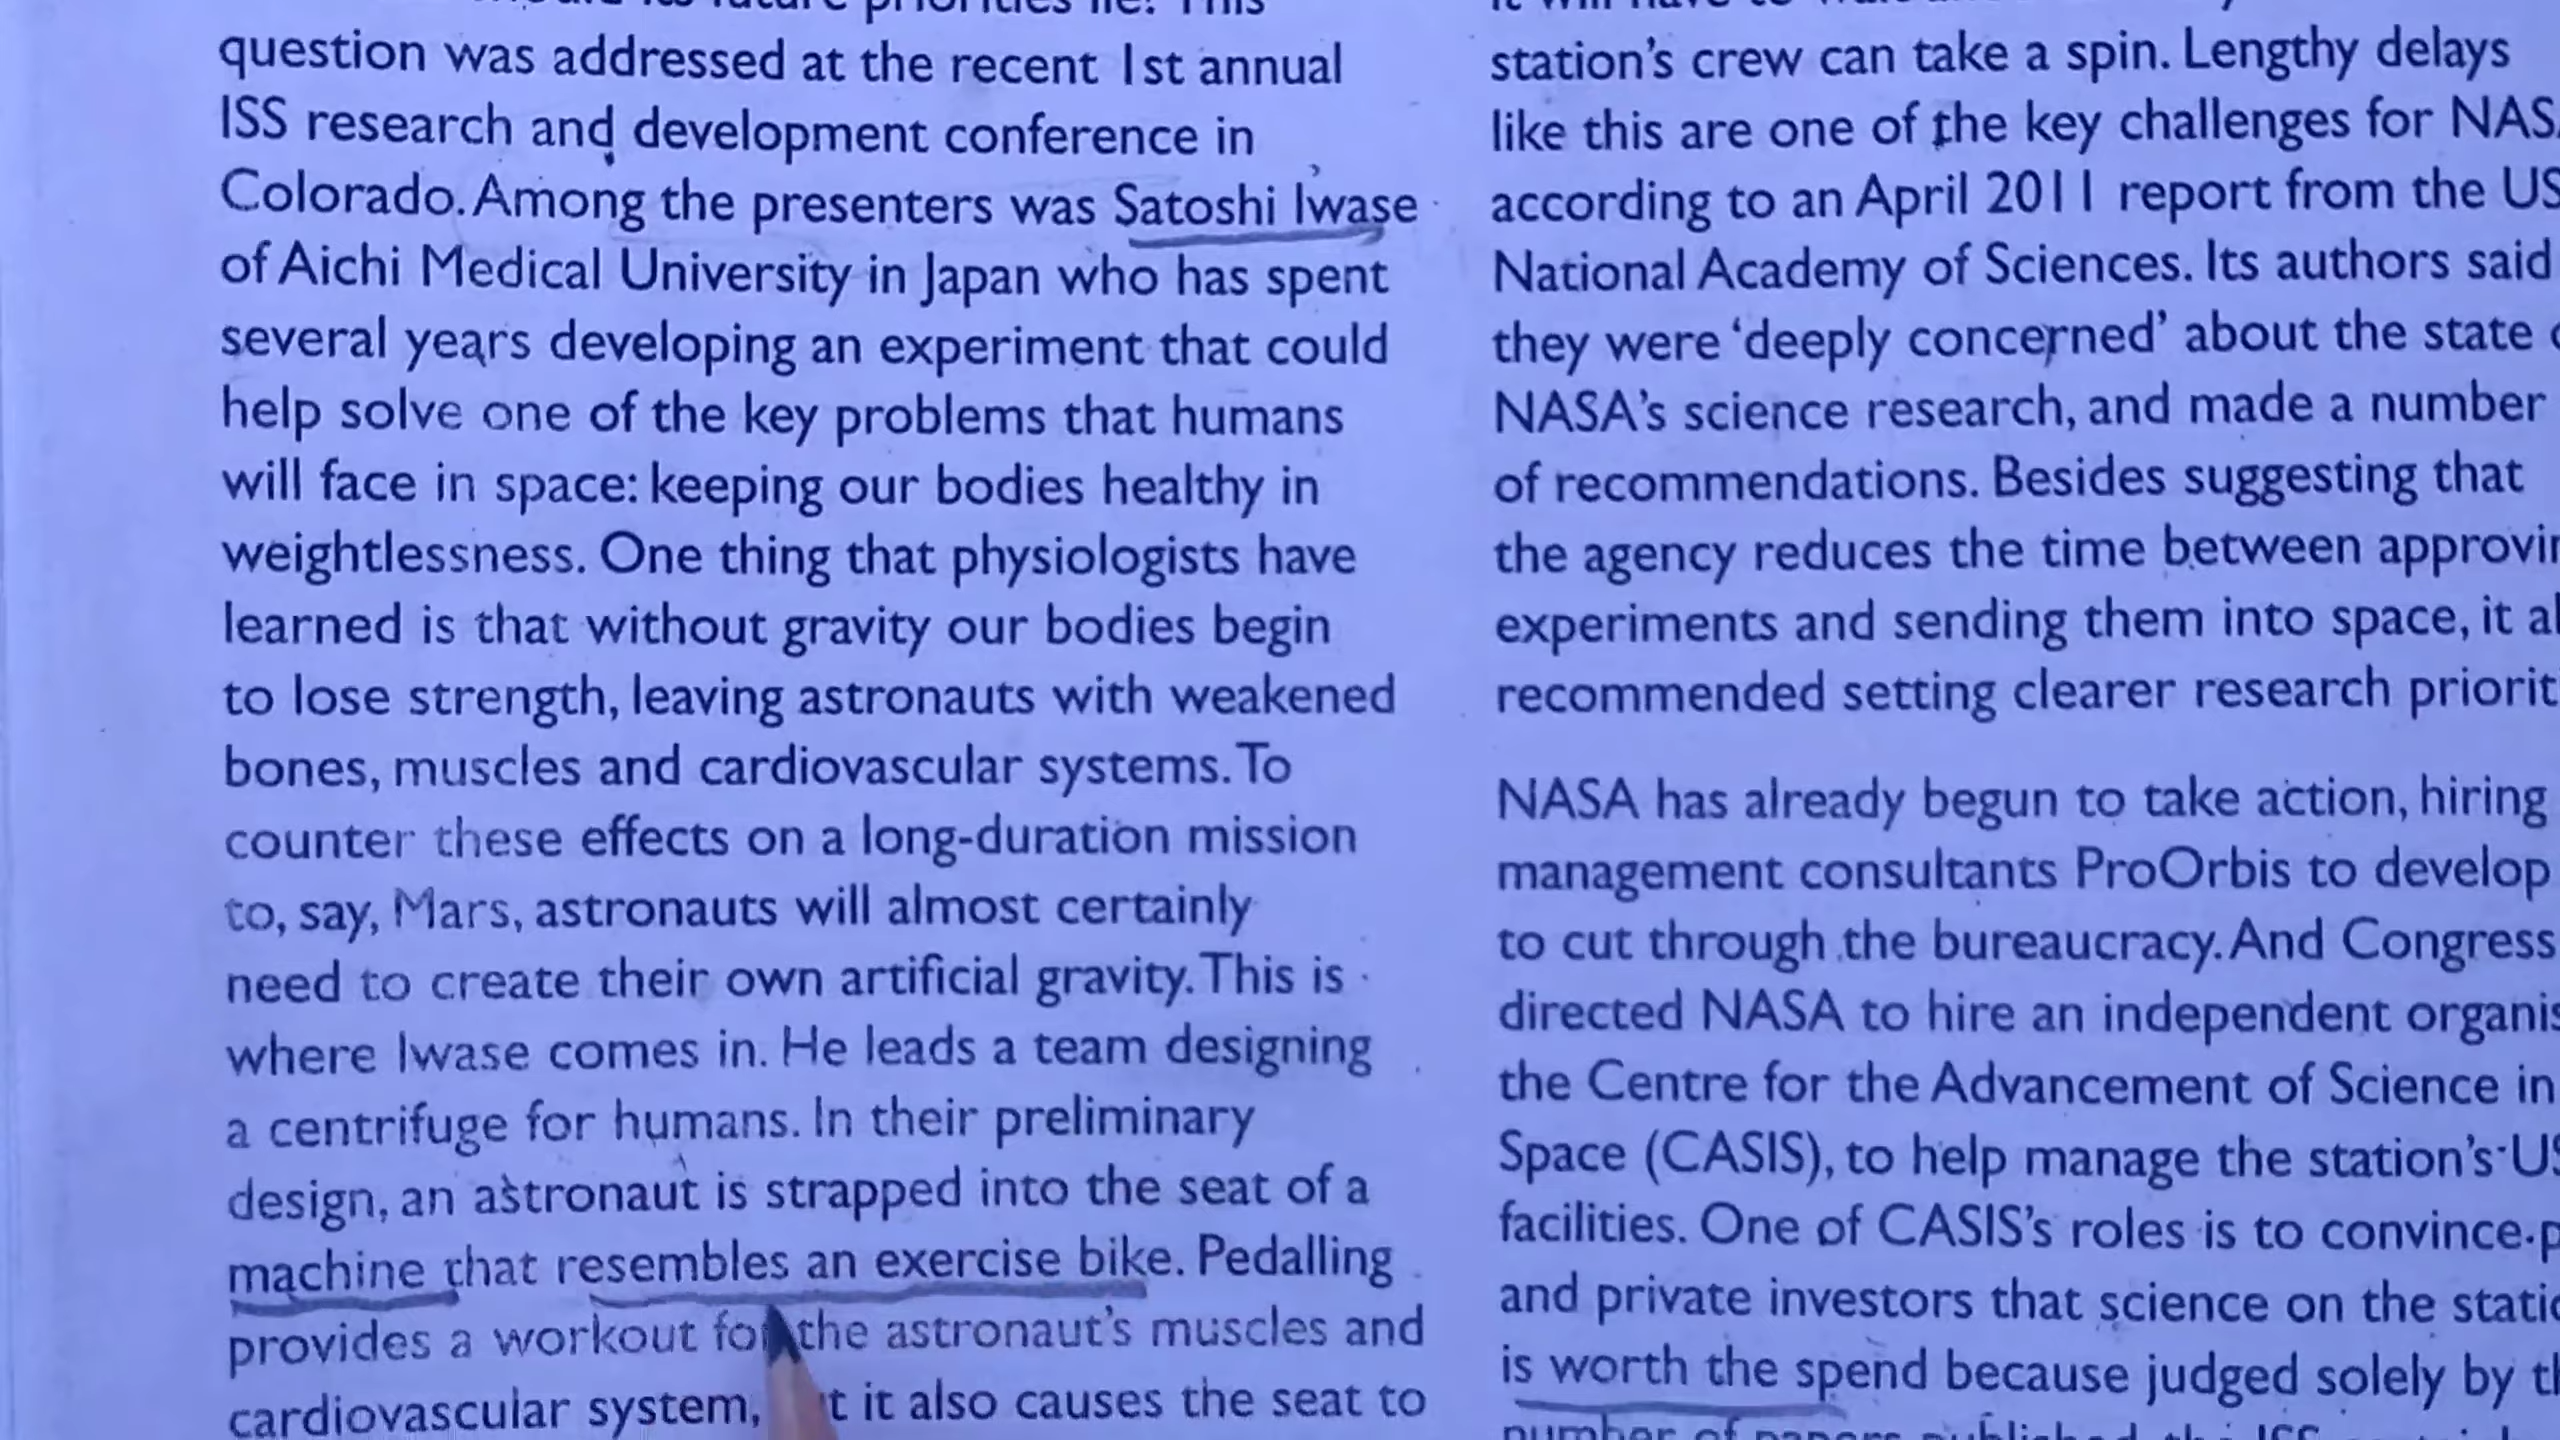 question was addressed at the recent 1st annual
ISS research and development conference in
Colorado. Among the presenters was Satoshi Iwase
of Aichi Medical University in Japan who has spent
several years developing an experiment that could
help solve one of the key problems that humans
will face in space: keeping our bodies healthy in
weightlessness. One thing that physiologists have
learned is that without gravity our bodies begin
to lose strength, leaving astronauts with weakened
bones, muscles and cardiovascular systems. To
counter these effects on a long-duration mission
to, say, Mars, astronauts will almost certainly
need to create their own artificial gravity. This is
where Iwase comes in. He leads a team designing
a centrifuge for humans. In their preliminary
design, an astronaut is strapped into the seat of a
machine that resembles an exercise bike. Pedalling
provides a workout for the astronaut's muscles and
cardiovascular system, it also causes the seat to
station's crew can take a spin. Lengthy delays
like this are one of the key challenges for
according to an April 2011 report from the US
National Academy of Sciences. Its authors said
they were ‘deeply concerned’ about the state
NASA's science research, and made a number
of recommendations. Besides suggesting that
the agency reduces the time between
experiments and sending them into space, it
recommended setting clearer research
NASA has already begun to take action, hiring
management consultants ProOrbis to develop
to cut through the bureaucracy. And Congress
directed NASA to hire an independent
the Centre for the Advancement of Science in
Space (CASIS), to help manage the station's
facilities. One of CASIS's roles is to convince
and private investors that science on the
is worth the spend because judged solely by